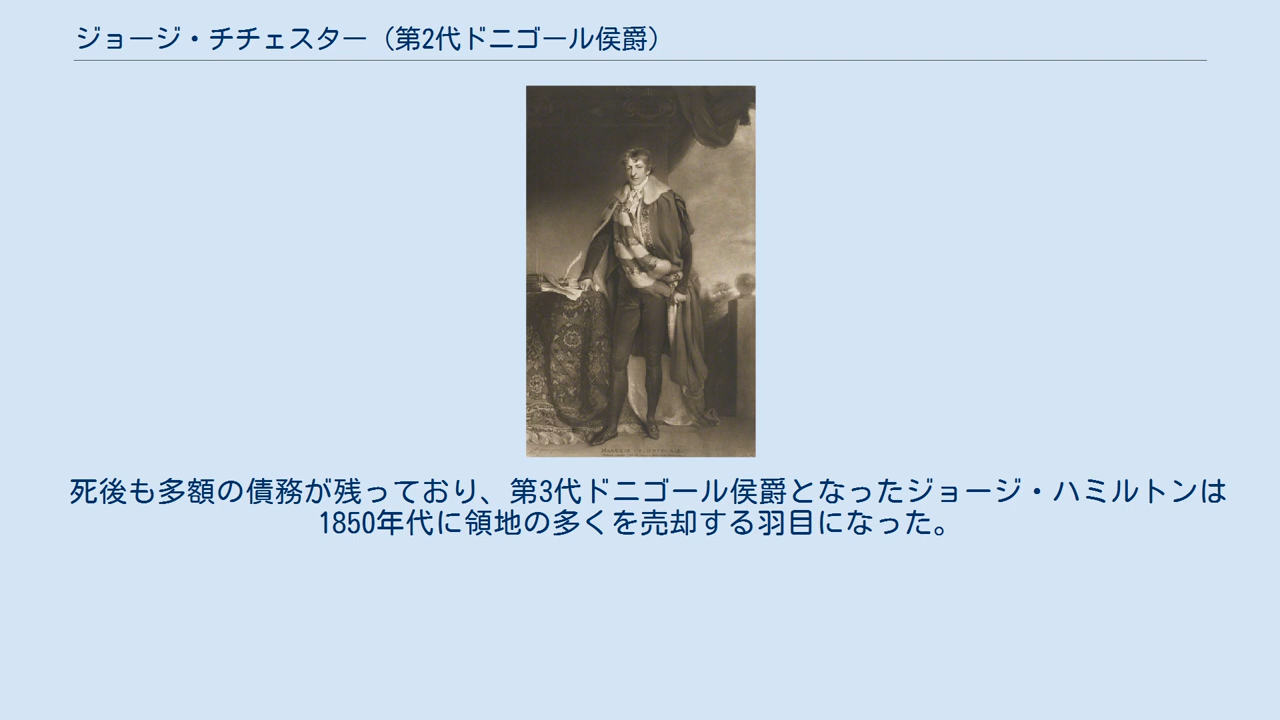 ジョージ・チチェスター（第2代ドニゴール侯爵）
死後も多額の債務が残っており、第3代ドニゴール侯爵となったジョージ・ハミルトンは
1850年代に領地の多くを売却する羽目になった。